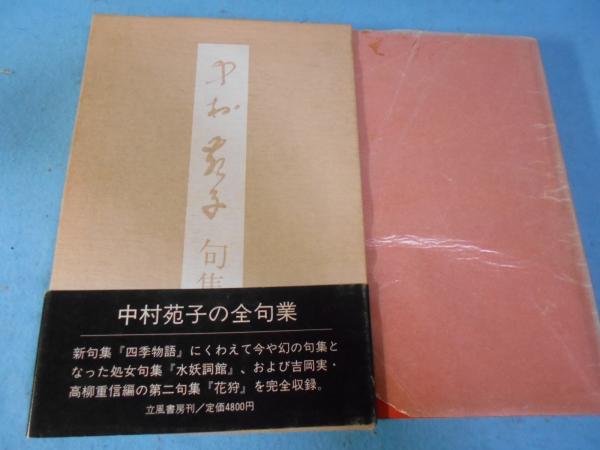 中村苑子
句集
中村苑子の全句業
新句集『四季物語』にくわえて今や幻の句集と
なった処女句集『水妖詞館』、および吉岡実・
高柳重信編の第二句集『花狩』を完全収録。
立風書房刊／定価4800円